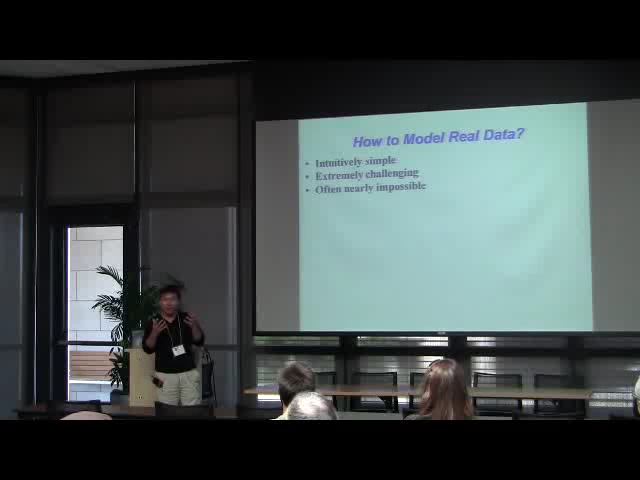 How to Model Real Data?
• Intuitively simple
• Extremely challenging
• Often nearly impossible